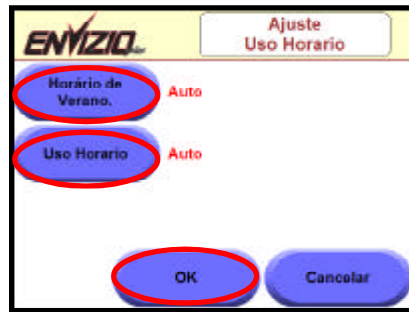 ENVIZIO
Ajuste
Uso Horario
Horário de
Verano.
Auto
Uso Horario
Auto
OK
Cancelar